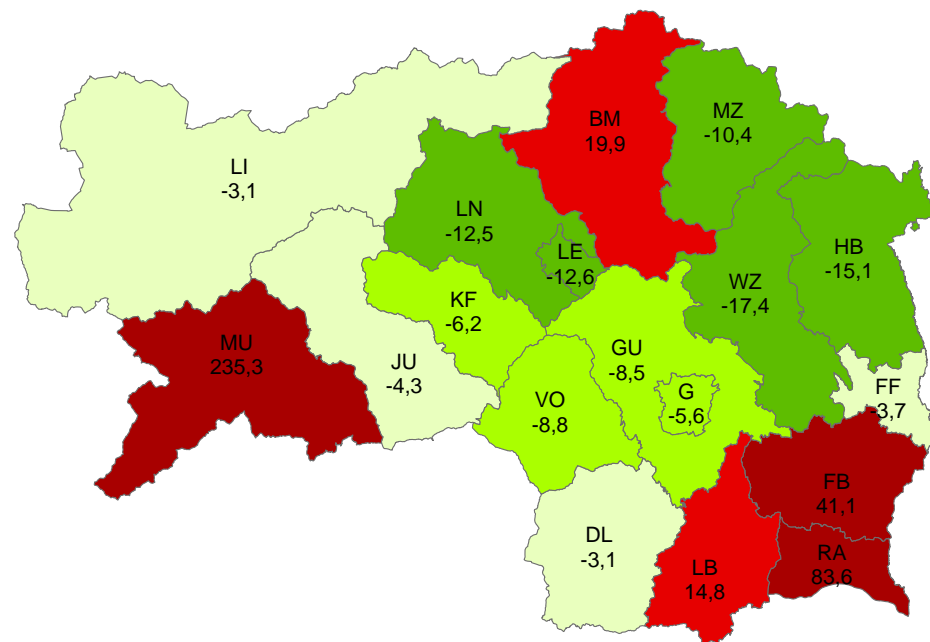 BM
19,9
MZ
-10,4
LI
-3,1
LN
-12,5
LE
-12,6
HB
-15,1
WZ
-17,4
KF
-6,2
MU
235,3
JU
-4,3
GU
-8,5
G
-5,6
VO
-8,8
FF
-3,7
FB
41,1
DL
-3,1
LB
14,8
RA
83,6